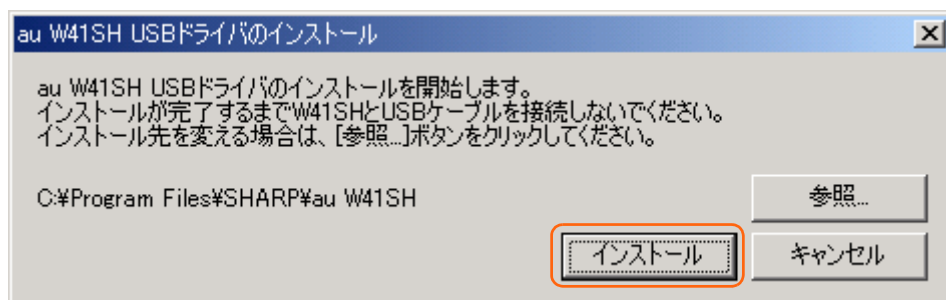 au W41SH USBドライバのインストール
au W41SH USBドライバのインストールを開始します。
インストールが完了するまでW41SHとUSBケーブルを接続しないでください。
インストール先を変える場合は、[参照...]ボタンをクリックしてください。
C:¥Program Files¥SHARP¥au W41SH
参照...
インストール
キャンセル